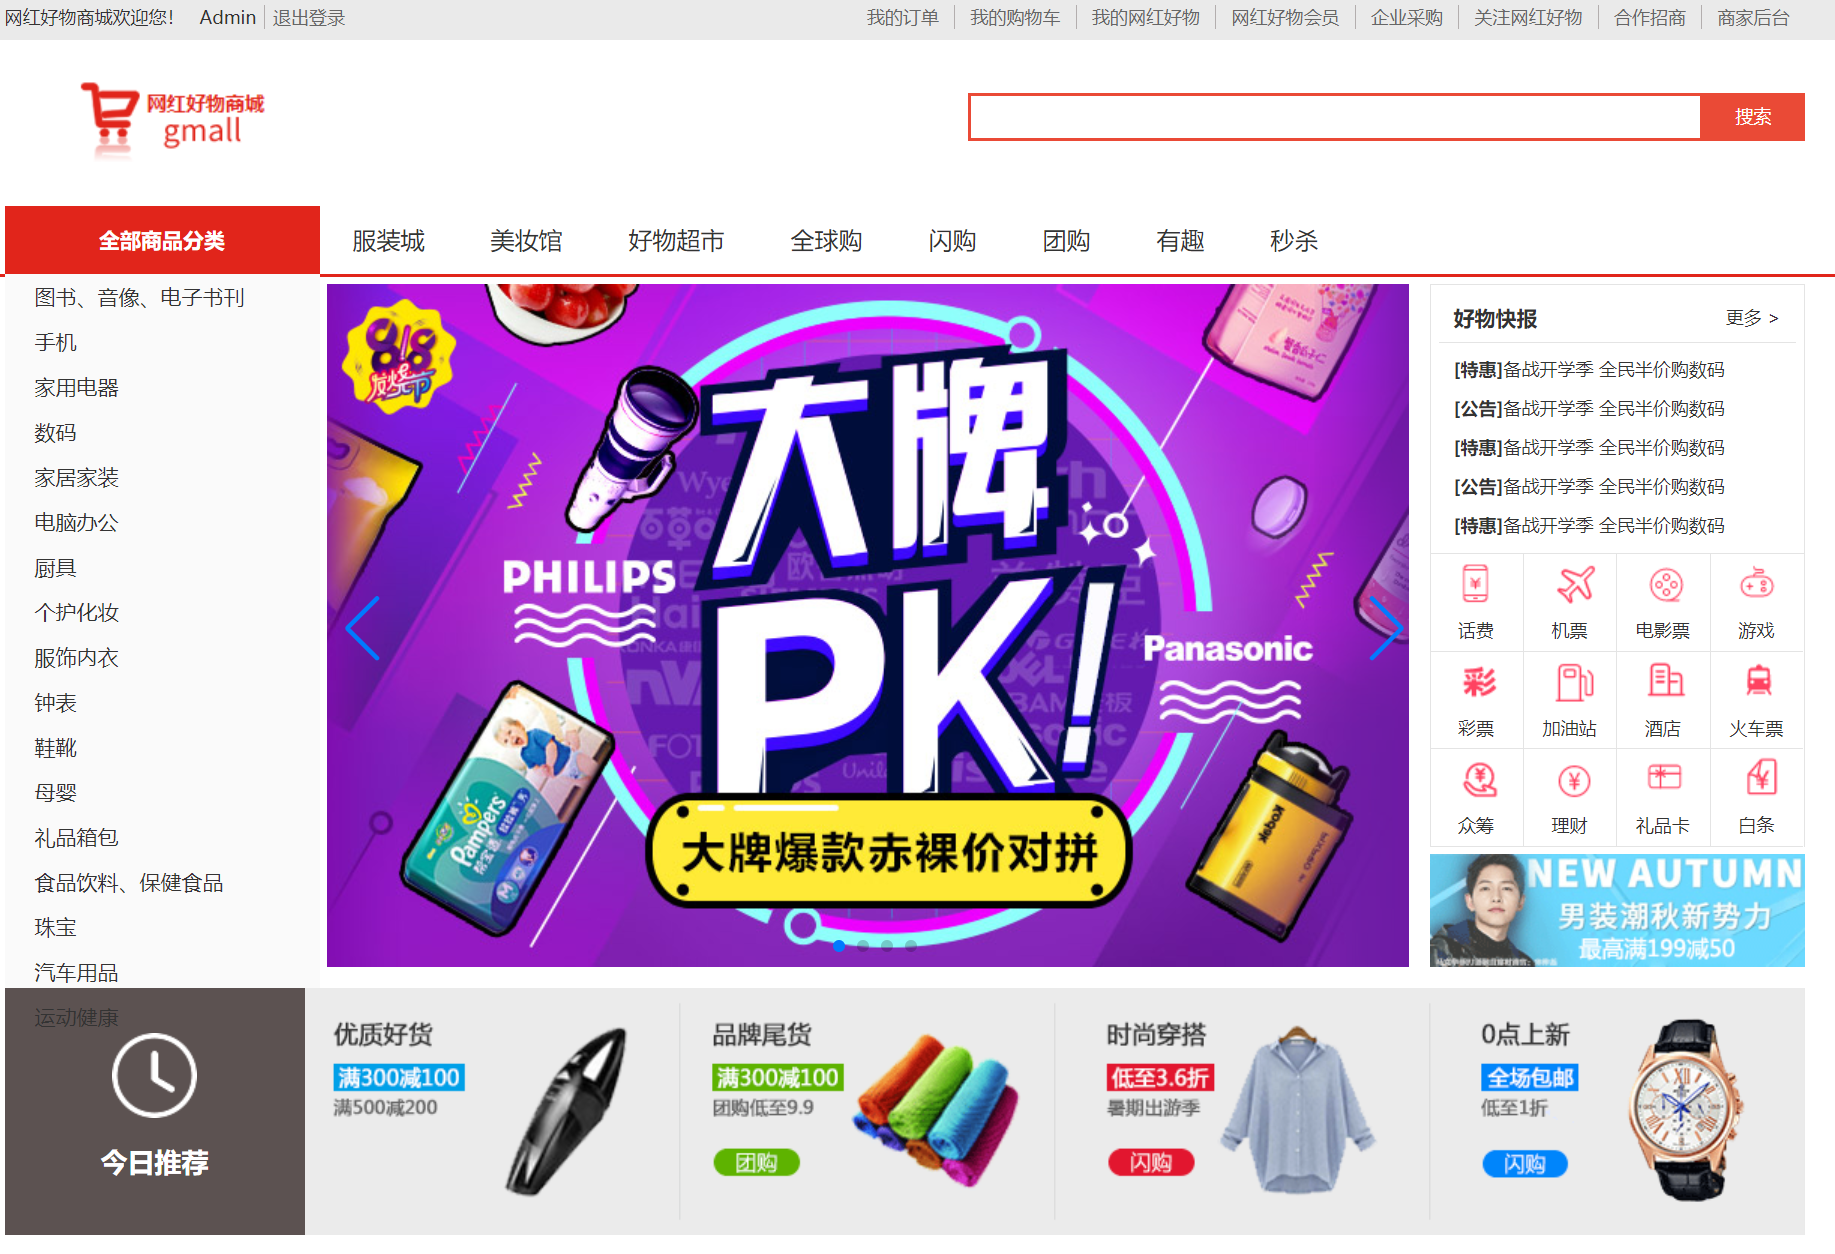 网红好物商城欢迎您！ Admin 退出登录
我的订单 我的购物车 我的网红好物 网红好物会员 企业采购 关注网红好物 合作招商 商家后台
网红好物商城
gmall
搜索
全部商品分类 服装城 美妆馆 好物超市 全球购 闪购 团购 有趣 秒杀
图书、音像、电子书刊
手机
家用电器
数码
家居家装
电脑办公
厨具
个护化妆
服饰内衣
钟表
鞋靴
母婴
礼品箱包
食品饮料、保健食品
珠宝
汽车用品
运动健康
818
发烧节
大牌
PK!
PHILIPS
Panasonic
Pampers
Kodak
大牌爆款赤裸价对拼
好物快报 更多 >
[特惠]备战开学季 全民半价购数码
[公告]备战开学季 全民半价购数码
[特惠]备战开学季 全民半价购数码
[公告]备战开学季 全民半价购数码
[特惠]备战开学季 全民半价购数码
话费 机票 电影票 游戏
彩
彩票 加油站 酒店 火车票
众筹 理财 礼品卡 白条
NEW AUTUMN
男装潮秋新势力
最高满199减50
今日推荐
优质好货
满300减100
满500减200
品牌尾货
满300减100
团购低至9.9
团购
时尚穿搭
低至3.6折
暑期出游季
闪购
0点上新
全场包邮
低至1折
闪购